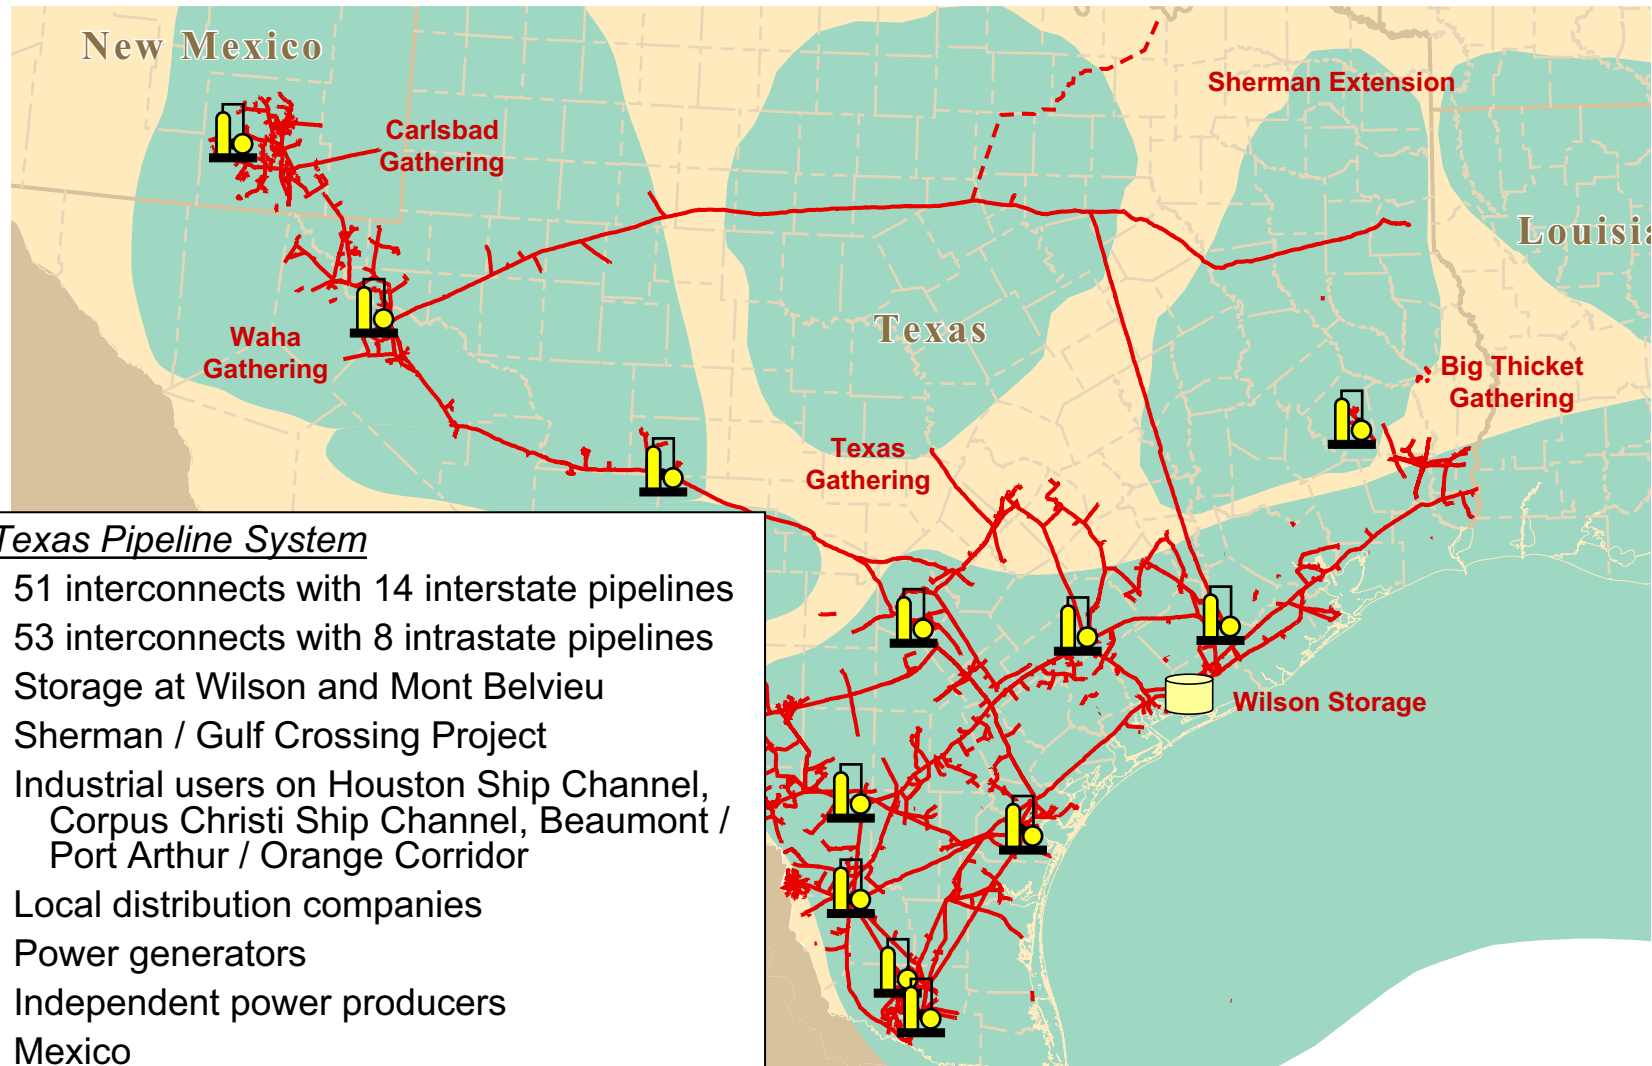 New Mexico
Sherman Extension
Carlsbad
Gathering
Louisia
Waha
Gathering
Texas
Big Thicket
Gathering
Texas
Gathering
Texas Pipeline System
51 interconnects with 14 interstate pipelines
53 interconnects with 8 intrastate pipelines
Storage at Wilson and Mont Belvieu
Sherman / Gulf Crossing Project
Industrial users on Houston Ship Channel,
Corpus Christi Ship Channel, Beaumont /
Port Arthur / Orange Corridor
Local distribution companies
Power generators
Independent power producers
Mexico
Wilson Storage